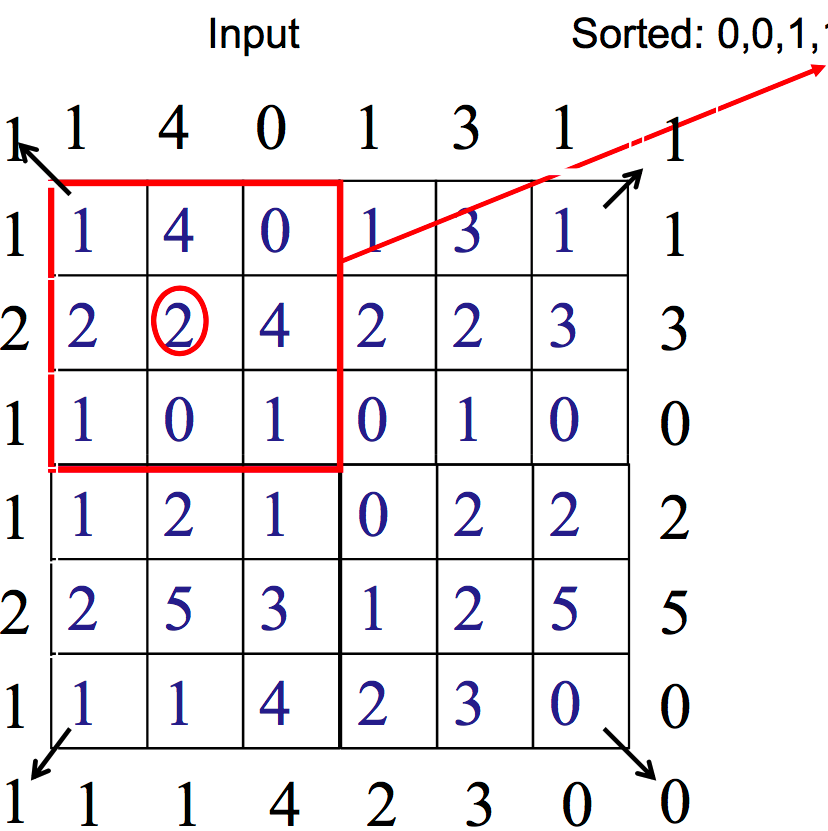 Input Sorted: 0,0,1,1
1 1 4 0 1 3 1 1
1 1 4 0 1 3 1 1
2 2 2 4 2 2 3 3
1 1 0 1 0 1 0 0
1 1 2 1 0 2 2 2
2 2 5 3 1 2 5 5
1 1 1 4 2 3 0 0
1 1 1 4 2 3 0 0